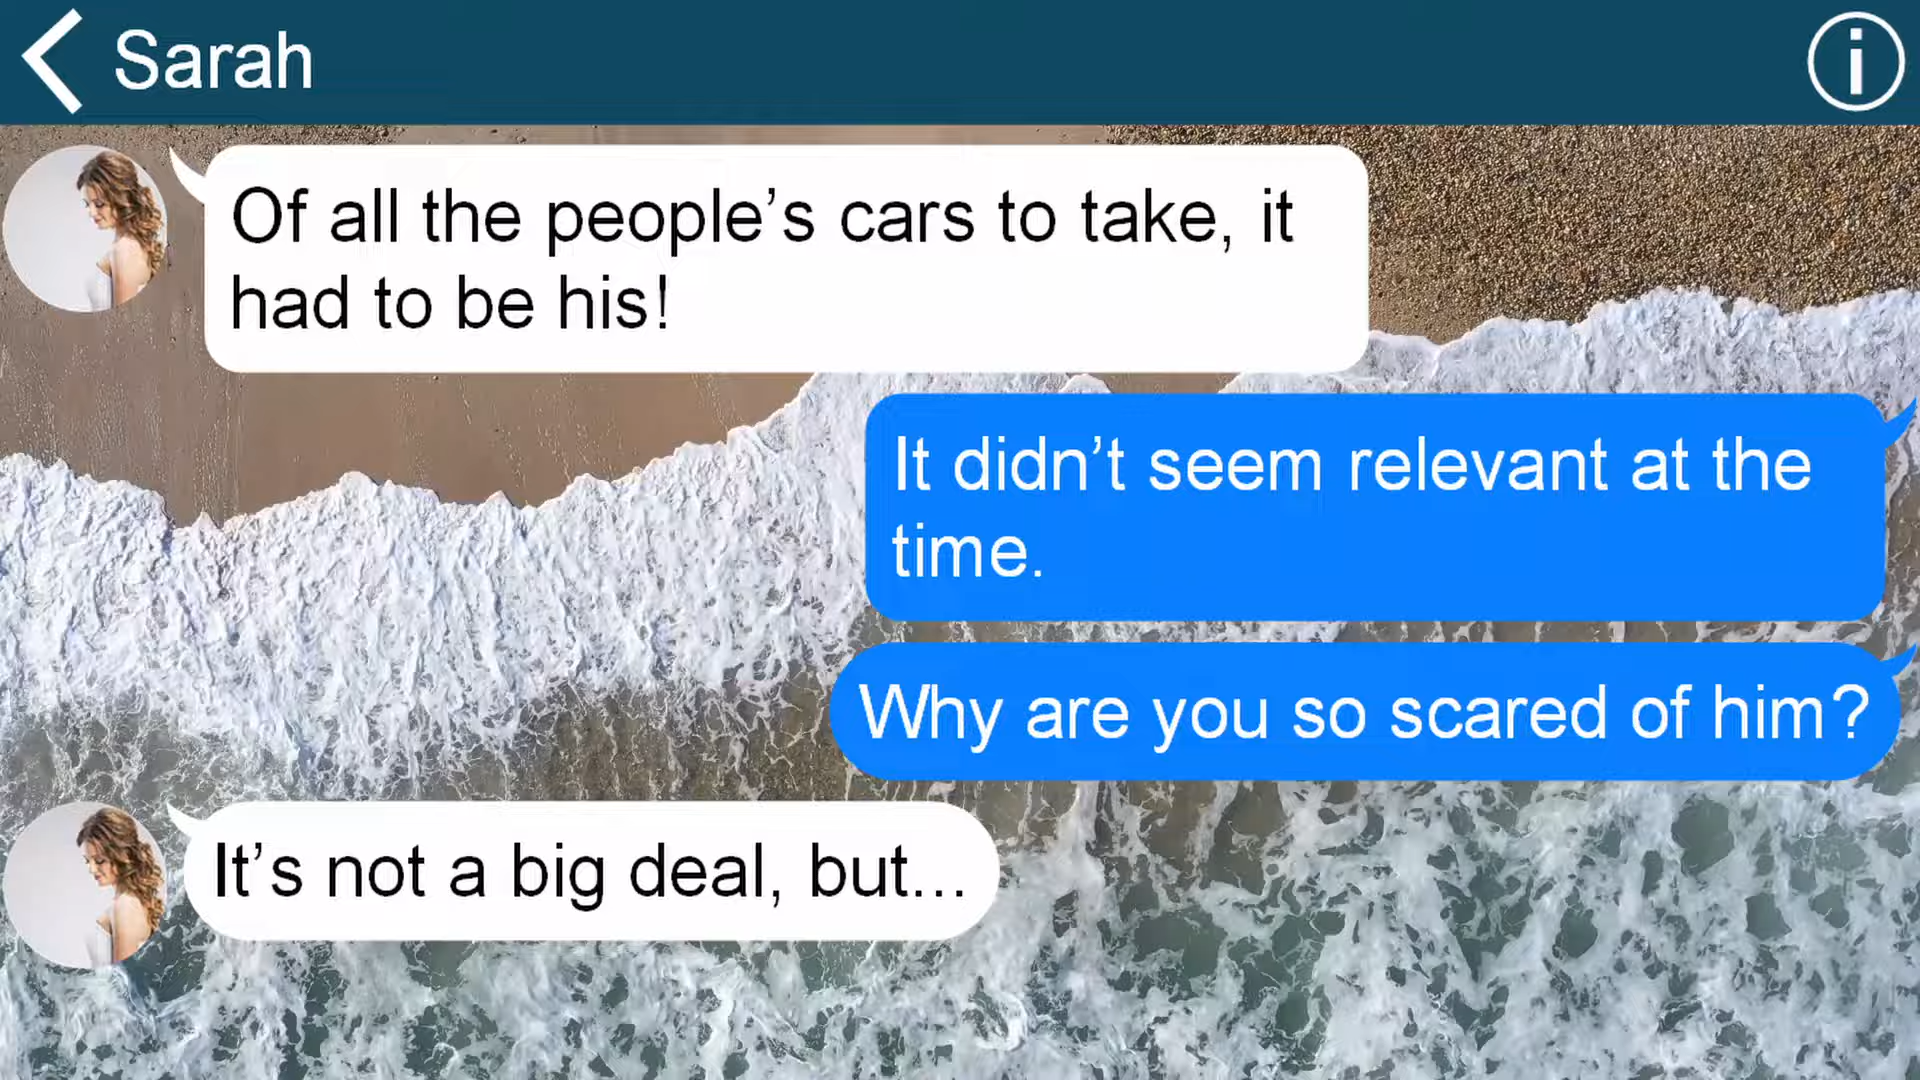 Sarah
Of all the people’s cars to take, it
had to be his!
It didn’t seem relevant at the
time.
Why are you so scared of him?
It’s not a big deal, but...